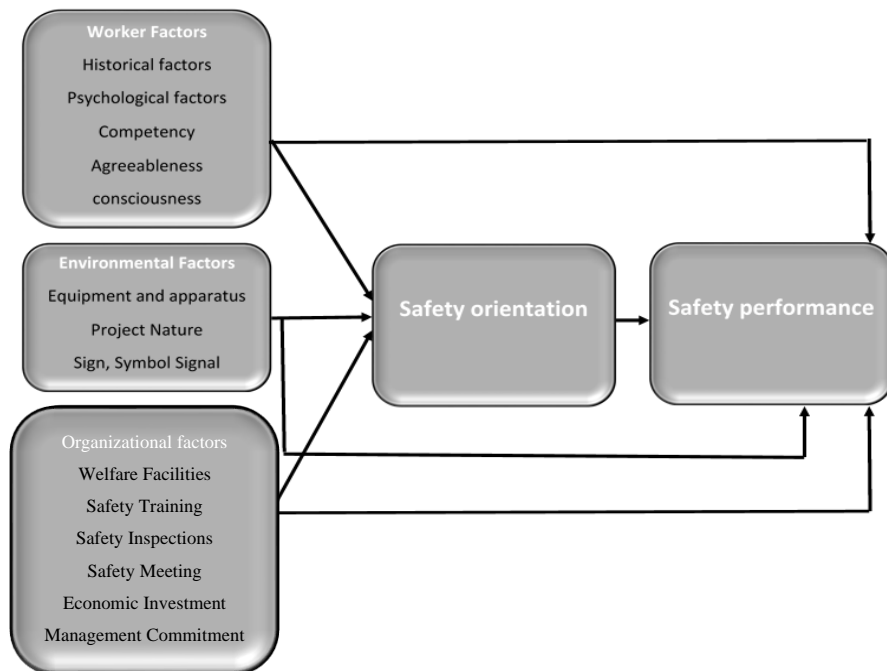 Worker Factors
Historical factors
Psychological factors
Competency
Agreeableness
consciousness
Environmental Factors
Equipment and apparatus
Project Nature
Sign, Symbol Signal
Organizational factors
Welfare Facilities
Safety Training
Safety Inspections
Safety Meeting
Economic Investment
Management Commitment
Safety orientation
Safety performance